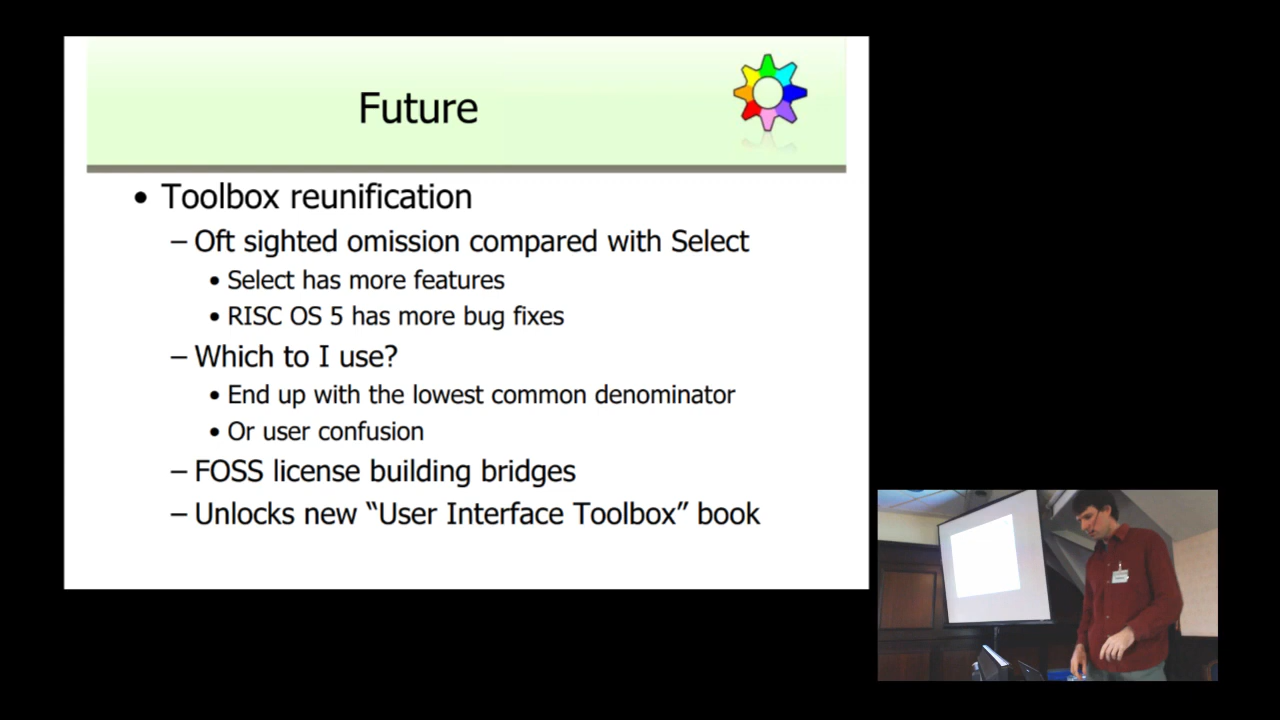 Future
• Toolbox reunification
– Oft sighted omission compared with Select
• Select has more features
• RISC OS 5 has more bug fixes
– Which to I use?
• End up with the lowest common denominator
• Or user confusion
– FOSS license building bridges
– Unlocks new “User Interface Toolbox” book